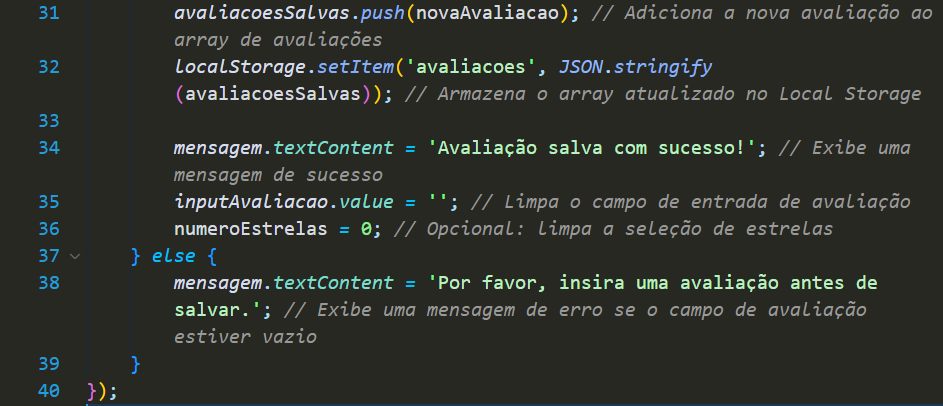 31 avaliacoesSalvas.push(novaAvaliacao); // Adiciona a nova avaliação ao
array de avaliações
32 localStorage.setItem('avaliacoes', JSON.stringify
(avaliacoesSalvas)); // Armazena o array atualizado no Local Storage
33
34 mensagem.textContent = 'Avaliação salva com sucesso!'; // Exibe uma
mensagem de sucesso
35 inputAvaliacao.value = ''; // Limpa o campo de entrada de avaliação
36 numeroEstrelas = 0; // Opcional: limpa a seleção de estrelas
37 } else {
38 mensagem.textContent = 'Por favor, insira uma avaliação antes de
salvar.'; // Exibe uma mensagem de erro se o campo de avaliação
estiver vazio
39 }
40 });